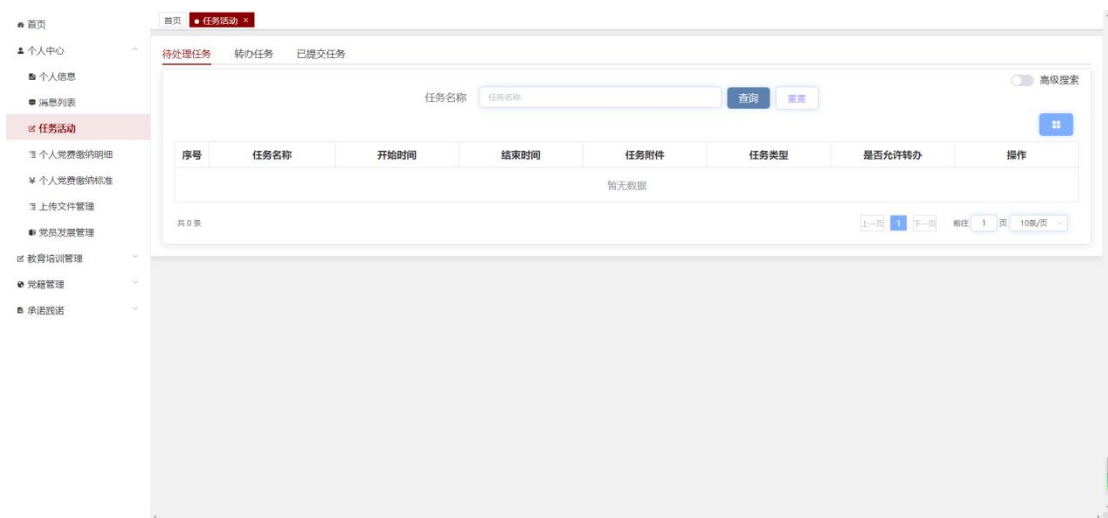 首页
个人中心
个人信息
消息列表
任务活动
个人党费缴纳明细
个人党费缴纳标准
上传文件管理
党员发展管理
教育培训管理
党籍管理
承诺践诺
首页 任务活动 ×
待处理任务 转办任务 已提交任务
高级搜索
任务名称 任务名称 查询 重置
序号 任务名称 开始时间 结束时间 任务附件 任务类型 是否允许转办 操作
暂无数据
共 0 条 上一页 1 下一页 前往 1 页 10条/页